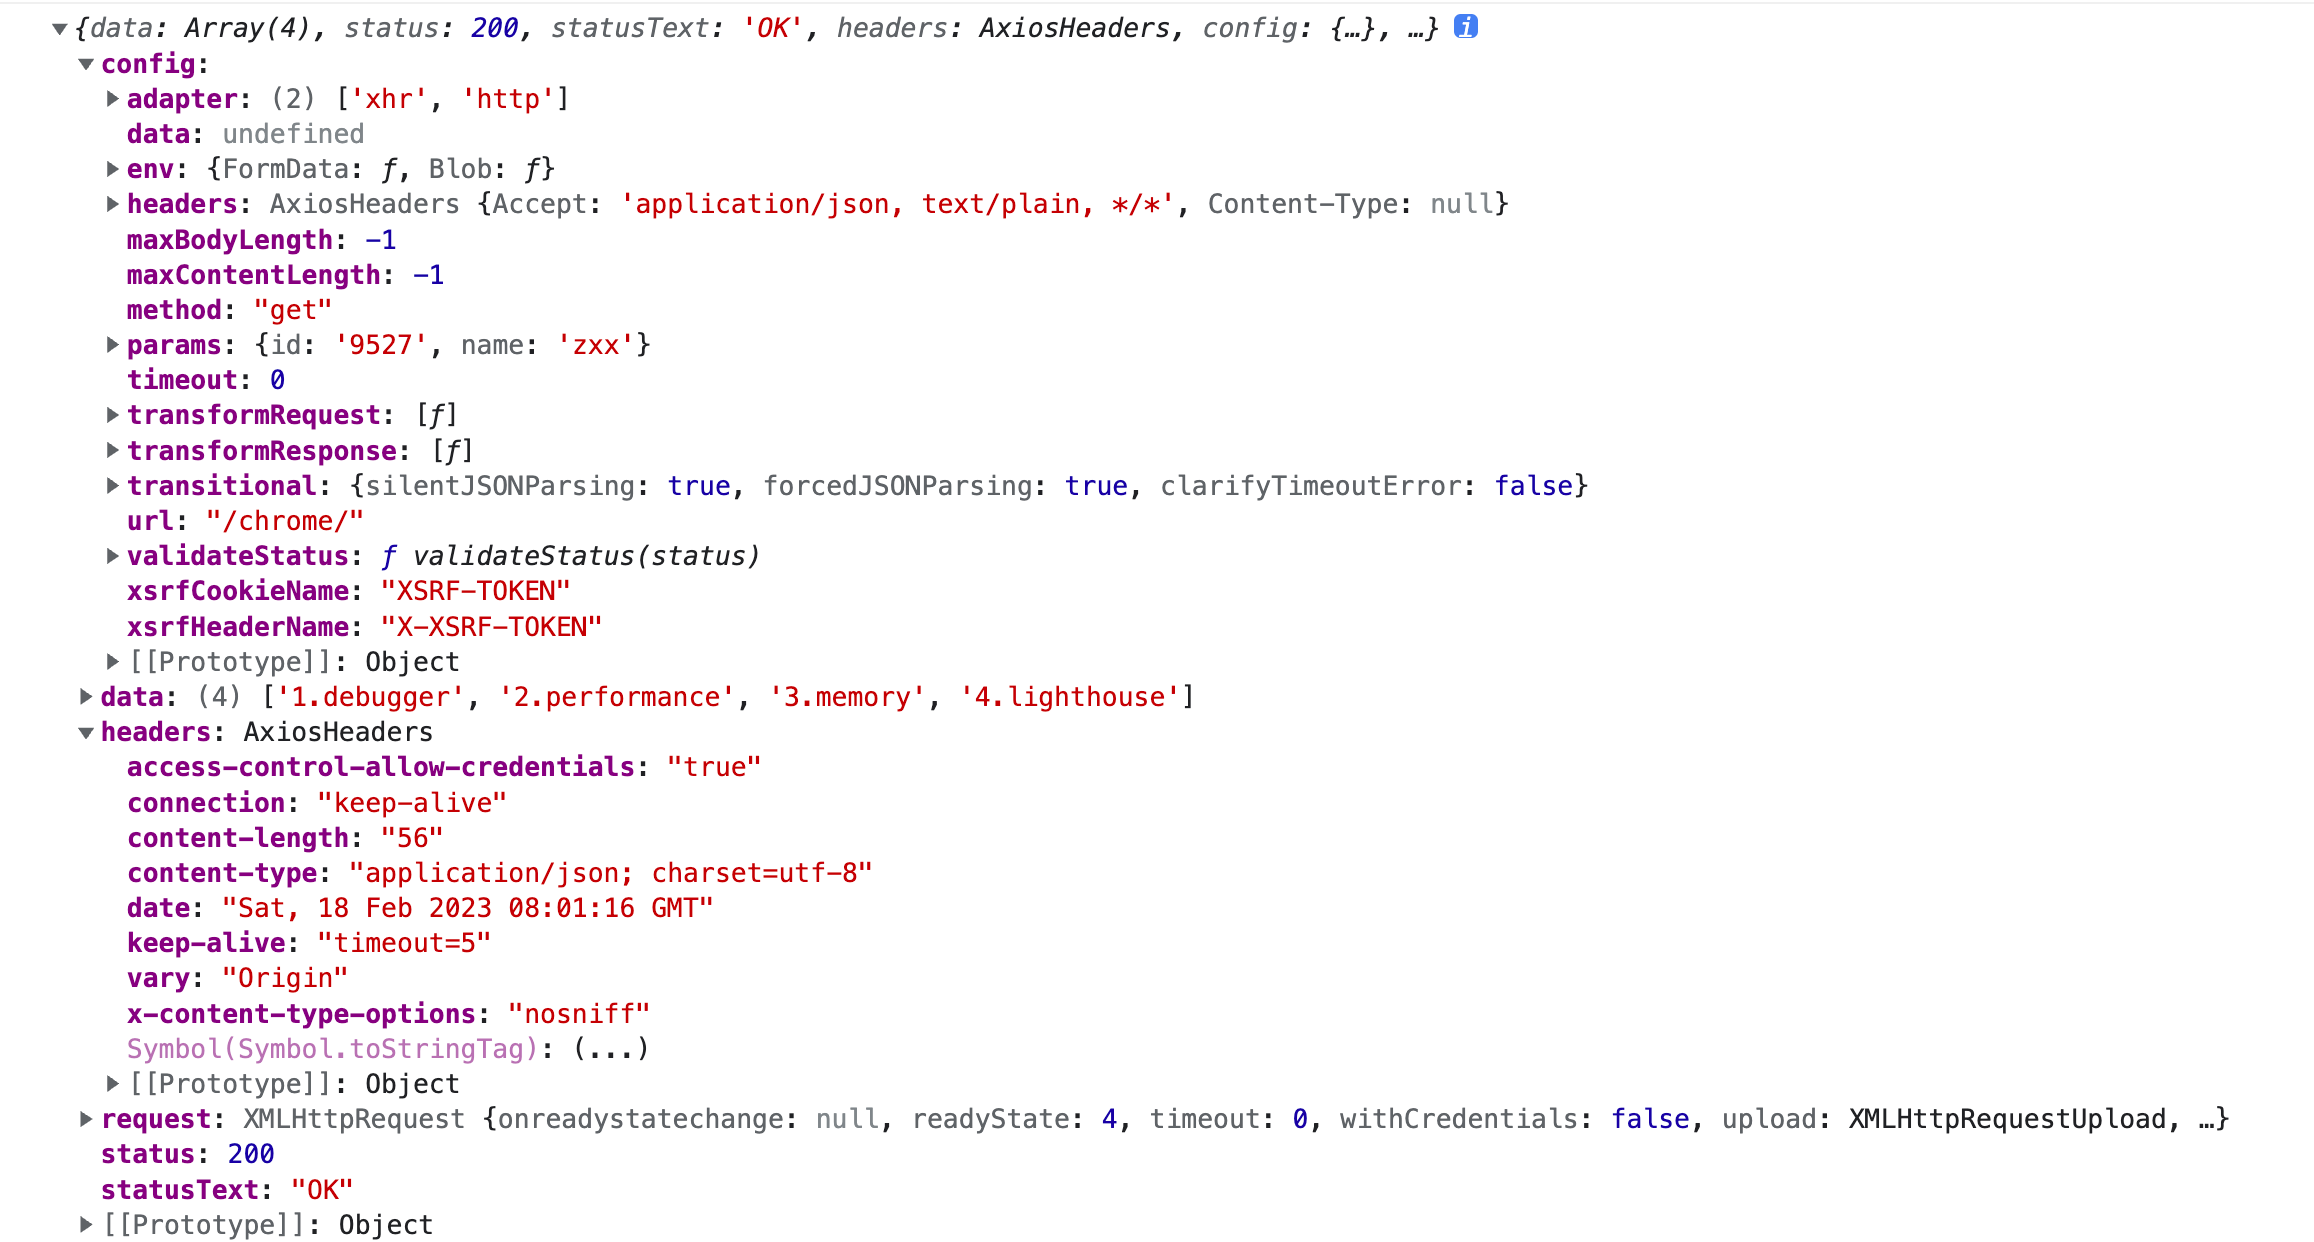 ▼{data: Array(4), status: 200, statusText: 'OK', headers: AxiosHeaders, config: {…}, …} i
▼config:
▶adapter: (2) ['xhr', 'http']
data: undefined
▶env: {FormData: ƒ, Blob: ƒ}
▶headers: AxiosHeaders {Accept: 'application/json, text/plain, */*', Content-Type: null}
maxBodyLength: -1
maxContentLength: -1
method: "get"
▶params: {id: '9527', name: 'zxx'}
timeout: 0
▶transformRequest: [ƒ]
▶transformResponse: [ƒ]
▶transitional: {silentJSONParsing: true, forcedJSONParsing: true, clarifyTimeoutError: false}
url: "/chrome/"
▶validateStatus: ƒ validateStatus(status)
xsrfCookieName: "XSRF-TOKEN"
xsrfHeaderName: "X-XSRF-TOKEN"
▶[[Prototype]]: Object
▶data: (4) ['1.debugger', '2.performance', '3.memory', '4.lighthouse']
▼headers: AxiosHeaders
access-control-allow-credentials: "true"
connection: "keep-alive"
content-length: "56"
content-type: "application/json; charset=utf-8"
date: "Sat, 18 Feb 2023 08:01:16 GMT"
keep-alive: "timeout=5"
vary: "Origin"
x-content-type-options: "nosniff"
Symbol(Symbol.toStringTag): (...)
▶[[Prototype]]: Object
▶request: XMLHttpRequest {onreadystatechange: null, readyState: 4, timeout: 0, withCredentials: false, upload: XMLHttpRequestUpload, …}
status: 200
statusText: "OK"
▶[[Prototype]]: Object